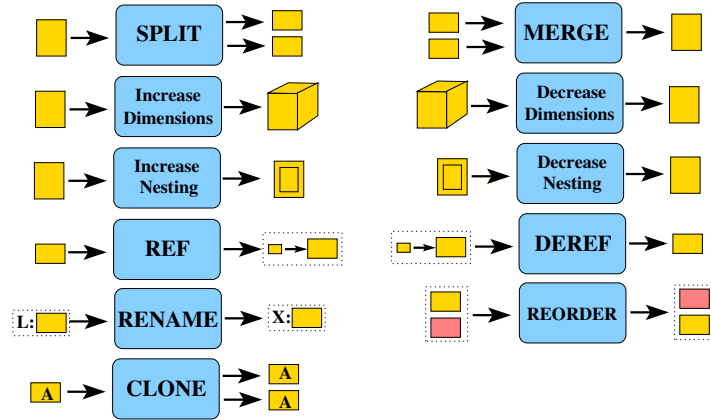 SPLIT
MERGE
Increase
Dimensions
Decrease
Dimensions
Increase
Nesting
Decrease
Nesting
REF
DEREF
L:
RENAME
X:
REORDER
A
CLONE
A
A